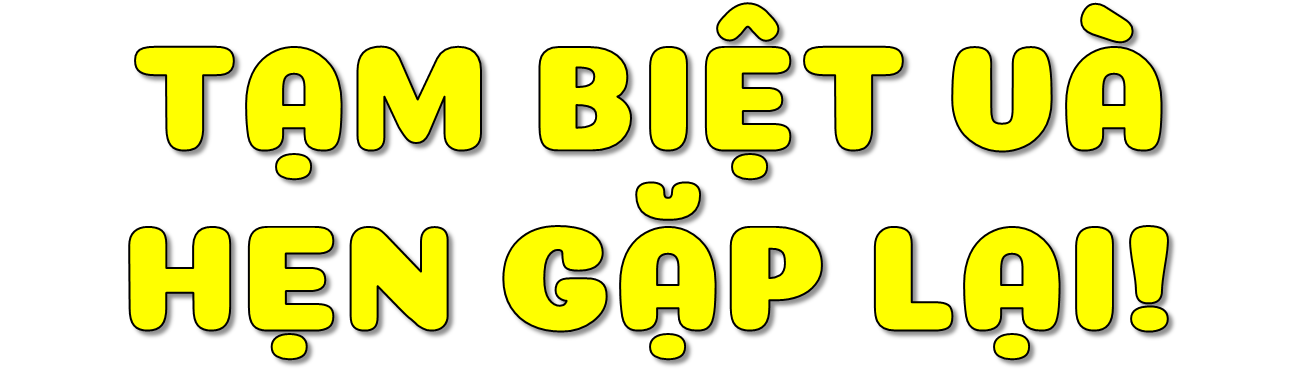 TẠM BIỆT VÀ
HẸN GẶP LẠI!